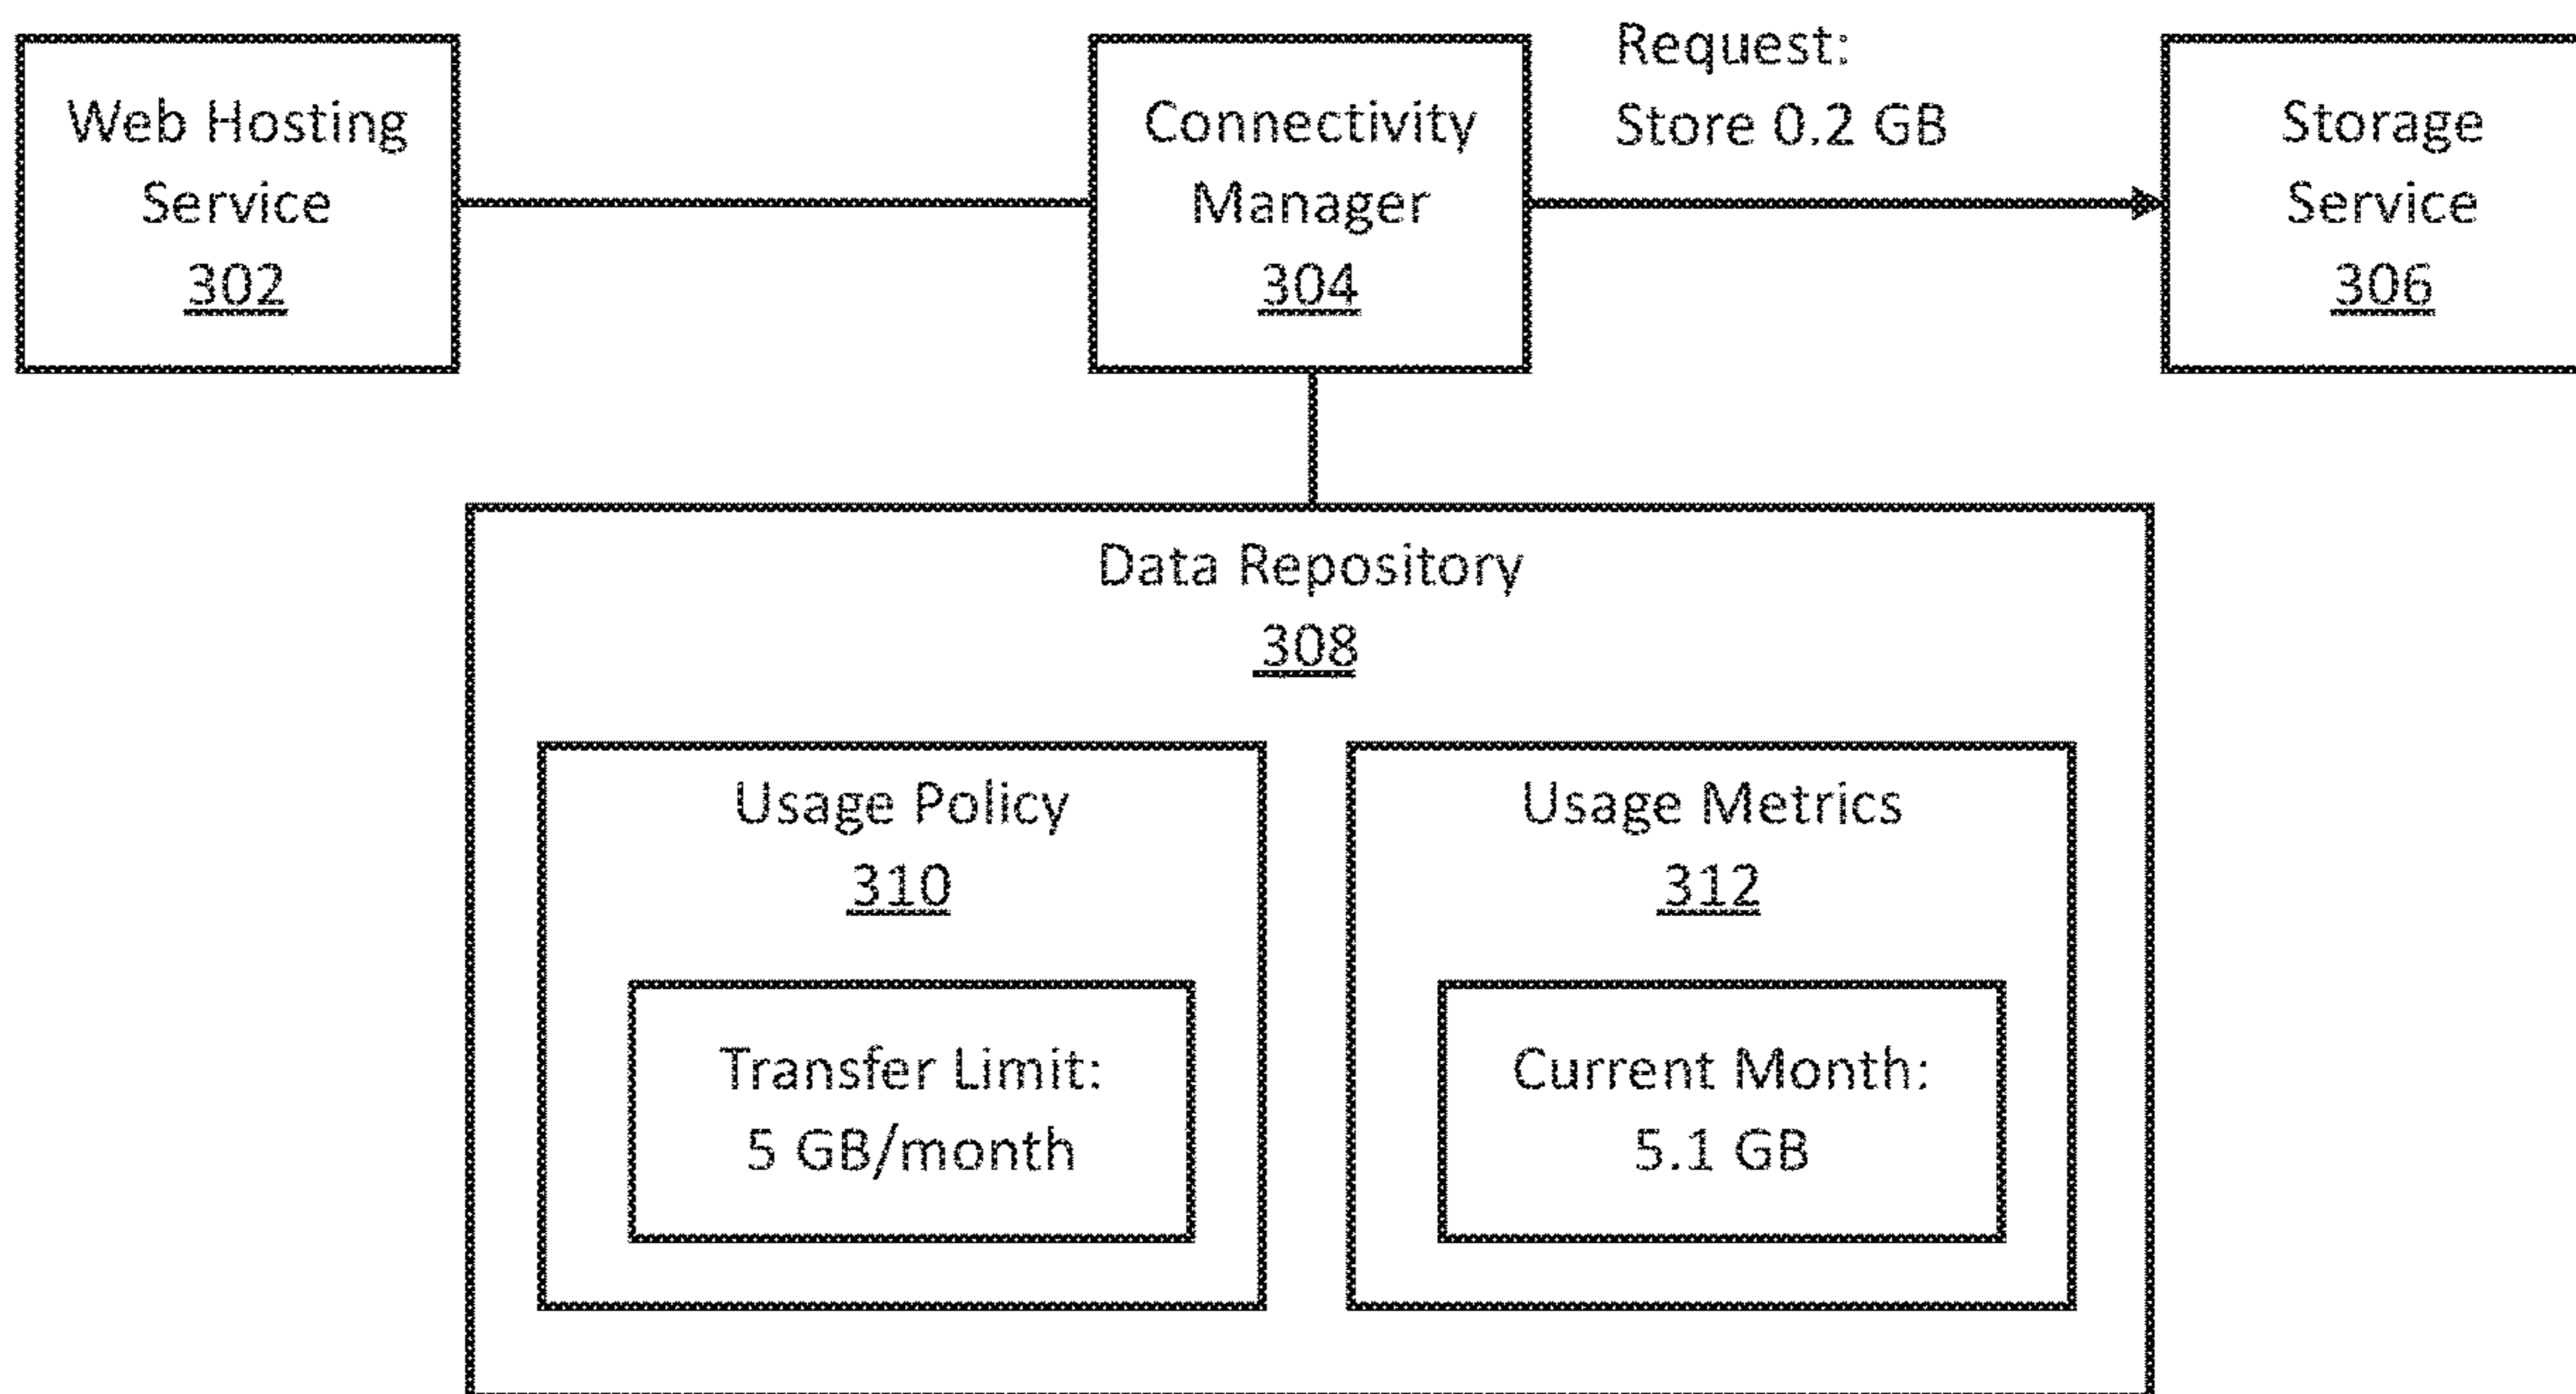 Web Hosting
Service
302
Connectivity
Manager
304
Request:
Store 0.2 GB
Storage
Service
306
Data Repository
308
Usage Policy
310
Transfer Limit:
5 GB/month
Usage Metrics
312
Current Month:
5.1 GB